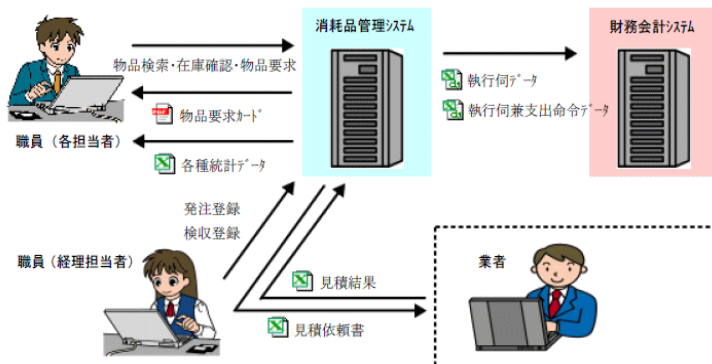 消耗品管理システム
財務会計システム
物品検索・在庫確認・物品要求
執行伺データ
物品要求カード
執行伺兼支出命令データ
職員（各担当者）
各種統計データ
発注登録
検収登録
職員（経理担当者）
業者
見積結果
見積依頼書